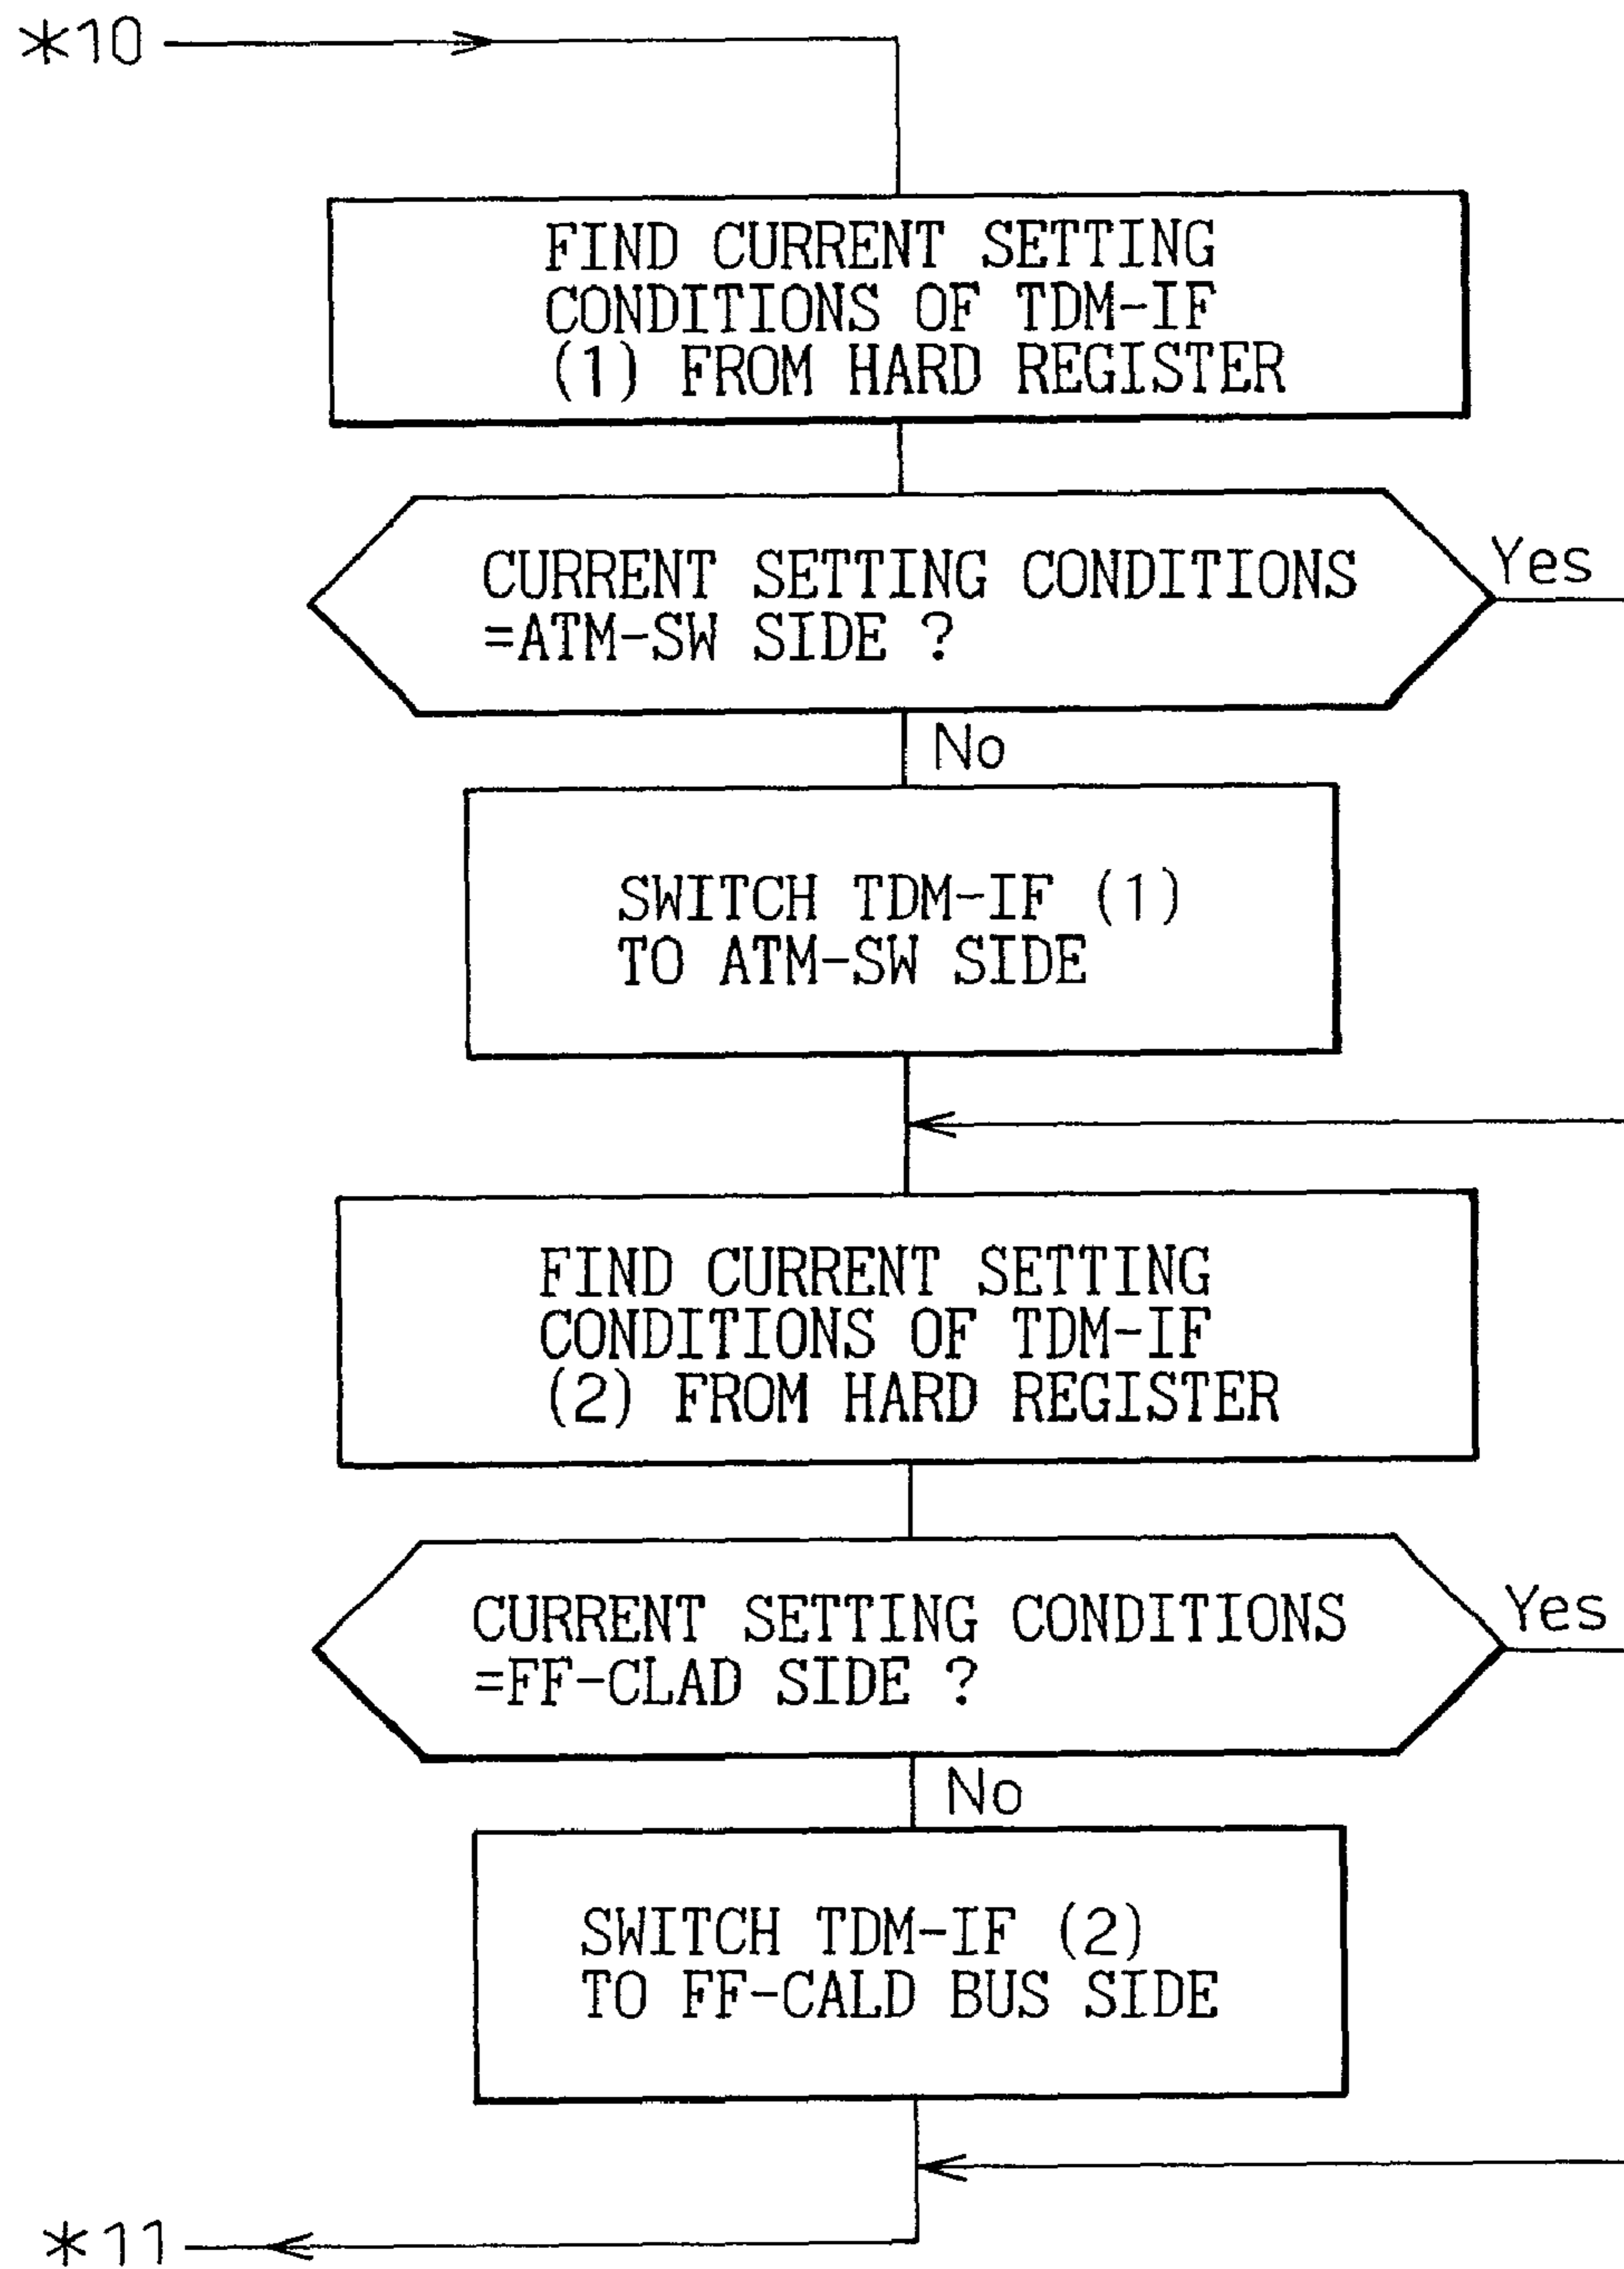 *10
FIND CURRENT SETTING
CONDITIONS OF TDM-IF
(1) FROM HARD REGISTER
CURRENT SETTING CONDITIONS
=ATM-SW SIDE ?
Yes
No
SWITCH TDM-IF (1)
TO ATM-SW SIDE
FIND CURRENT SETTING
CONDITIONS OF TDM-IF
(2) FROM HARD REGISTER
CURRENT SETTING CONDITIONS
=FF-CLAD SIDE ?
Yes
No
SWITCH TDM-IF (2)
TO FF-CALD BUS SIDE
*11